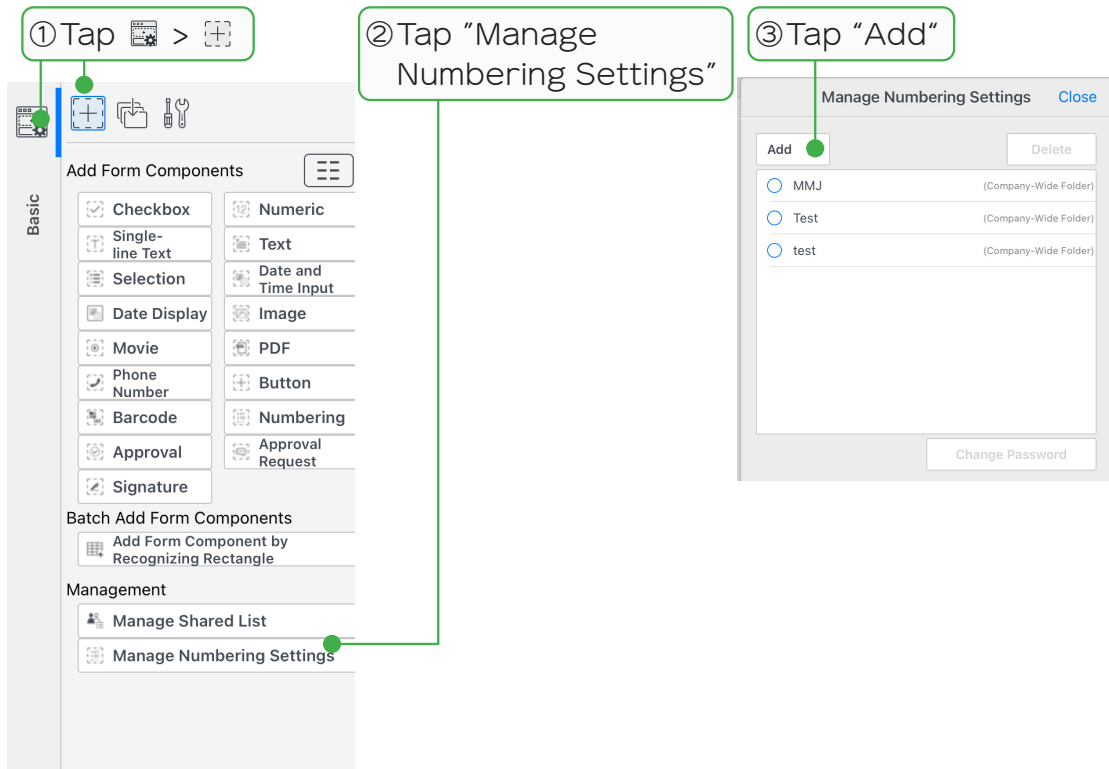 ①Tap >
②Tap "Manage
Numbering Settings"
③Tap “Add“
Basic
Add Form Components
Checkbox
Numeric
Single-
line Text
Text
Selection
Date and
Time Input
Date Display
Image
Movie
PDF
Phone
Number
Button
Barcode
Numbering
Approval
Approval
Request
Signature
Batch Add Form Components
Add Form Component by
Recognizing Rectangle
Management
Manage Shared List
Manage Numbering Settings
Manage Numbering Settings Close
Add Delete
MMJ (Company-Wide Folder)
Test (Company-Wide Folder)
test (Company-Wide Folder)
Change Password